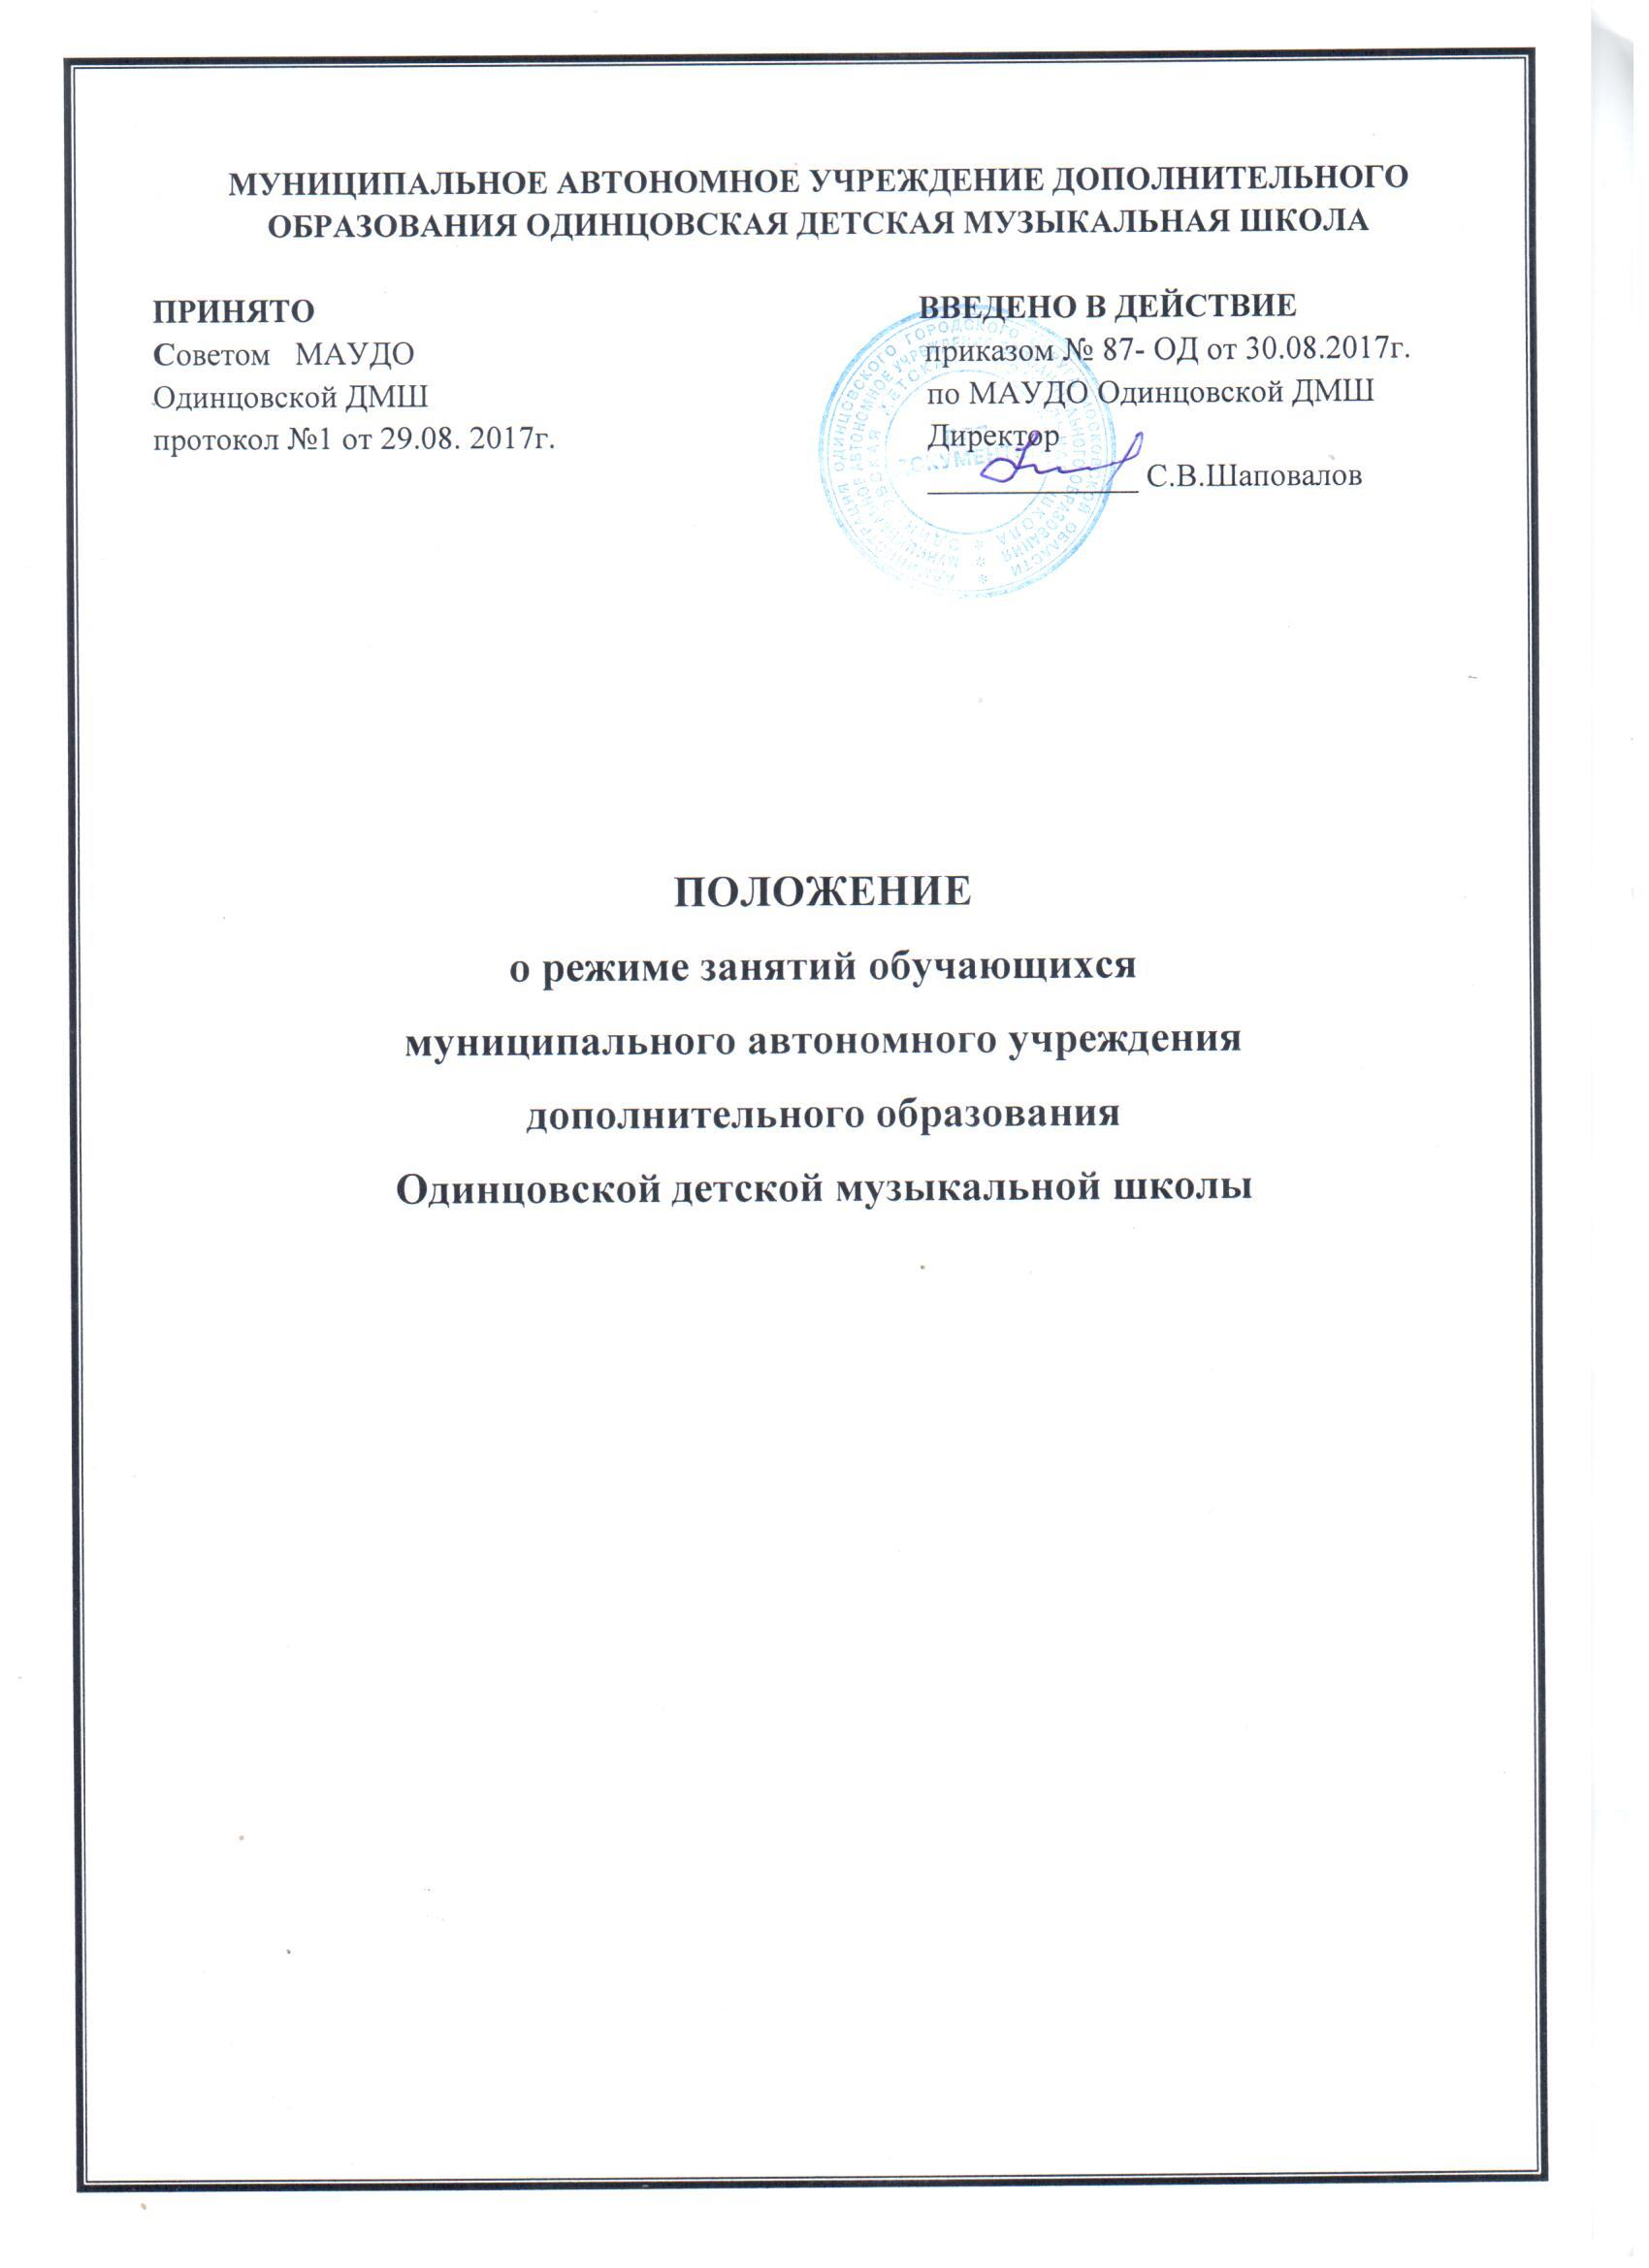 МУНИЦИПАЛЬНОЕ АВТОНОМНОЕ УЧРЕЖДЕНИЕ ДОПОЛНИТЕЛЬНОГО
ОБРАЗОВАНИЯ ОДИНЦОВСКАЯ ДЕТСКАЯ МУЗЫКАЛЬНАЯ ШКОЛА
ПРИНЯТО
Советом МАУДО
Одинцовской ДМШ
протокол №1 от 29.08. 2017г.
ВВЕДЕНО В ДЕЙСТВИЕ
приказом № 87- ОД от 30.08.2017г.
по МАУДО Одинцовской ДМШ
Директор
С.В.Шаповалов
ПОЛОЖЕНИЕ
о режиме занятий обучающихся
муниципального автономного учреждения
дополнительного образования
Одинцовской детской музыкальной школы